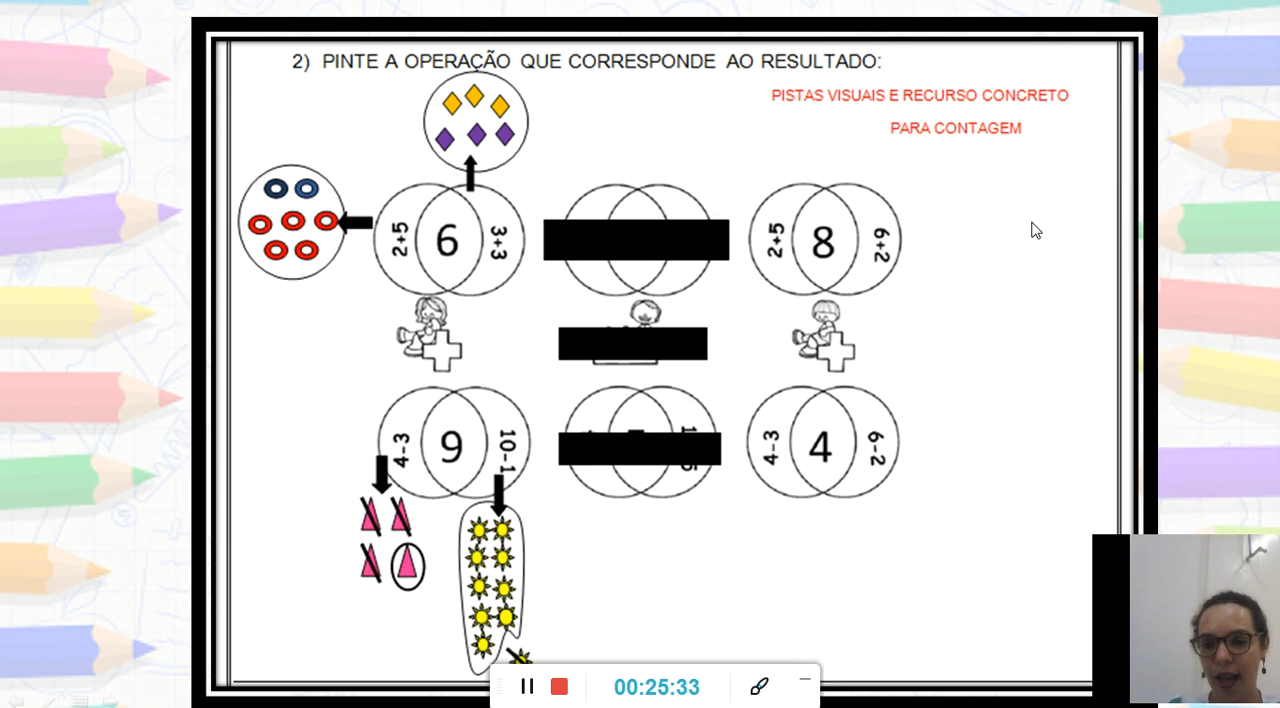 2) PINTE A OPERAÇÃO QUE CORRESPONDE AO RESULTADO:
PISTAS VISUAIS E RECURSO CONCRETO
PARA CONTAGEM
2+5 6 3+3
2+5 8 6+2
4-3 9 10-1
4-3 4 6-2
00:25:33